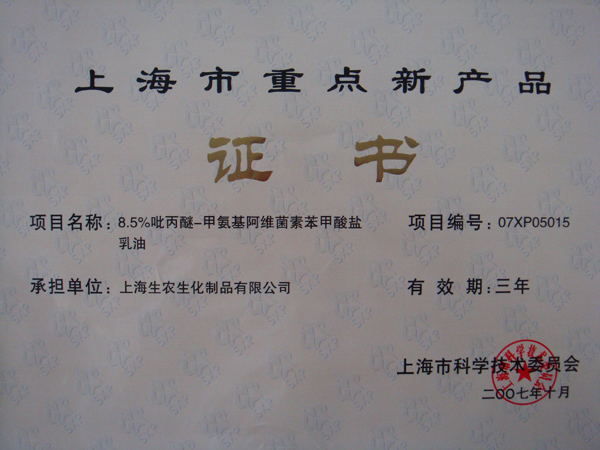 上海市重点新产品
证书
项目名称：8.5%吡丙醚-甲氨基阿维菌素苯甲酸盐 项目编号：07XP05015
乳油
承担单位：上海生农生化制品有限公司 有效期：三年
上海市科学技术委员会
二〇〇七年十月